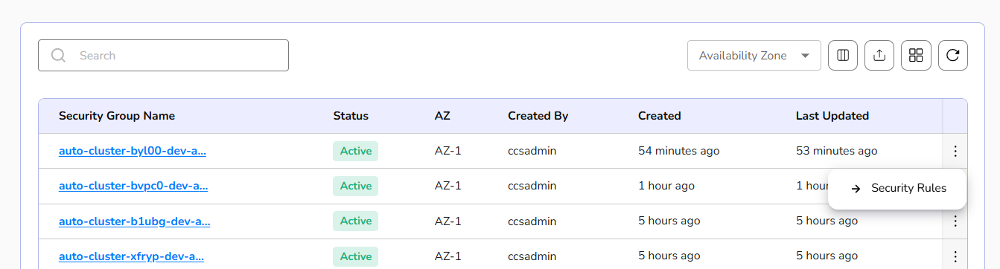 Search
Availability Zone
Security Group Name Status AZ Created By Created Last Updated
auto-cluster-byl00-dev-a... Active AZ-1 ccsadmin 54 minutes ago 53 minutes ago
auto-cluster-bvpc0-dev-a... Active AZ-1 ccsadmin 1 hour ago 1 hour
Security Rules
auto-cluster-b1ubg-dev-a... Active AZ-1 ccsadmin 5 hours ago 5 hours ago
auto-cluster-xfryp-dev-a... Active AZ-1 ccsadmin 5 hours ago 5 hours ago